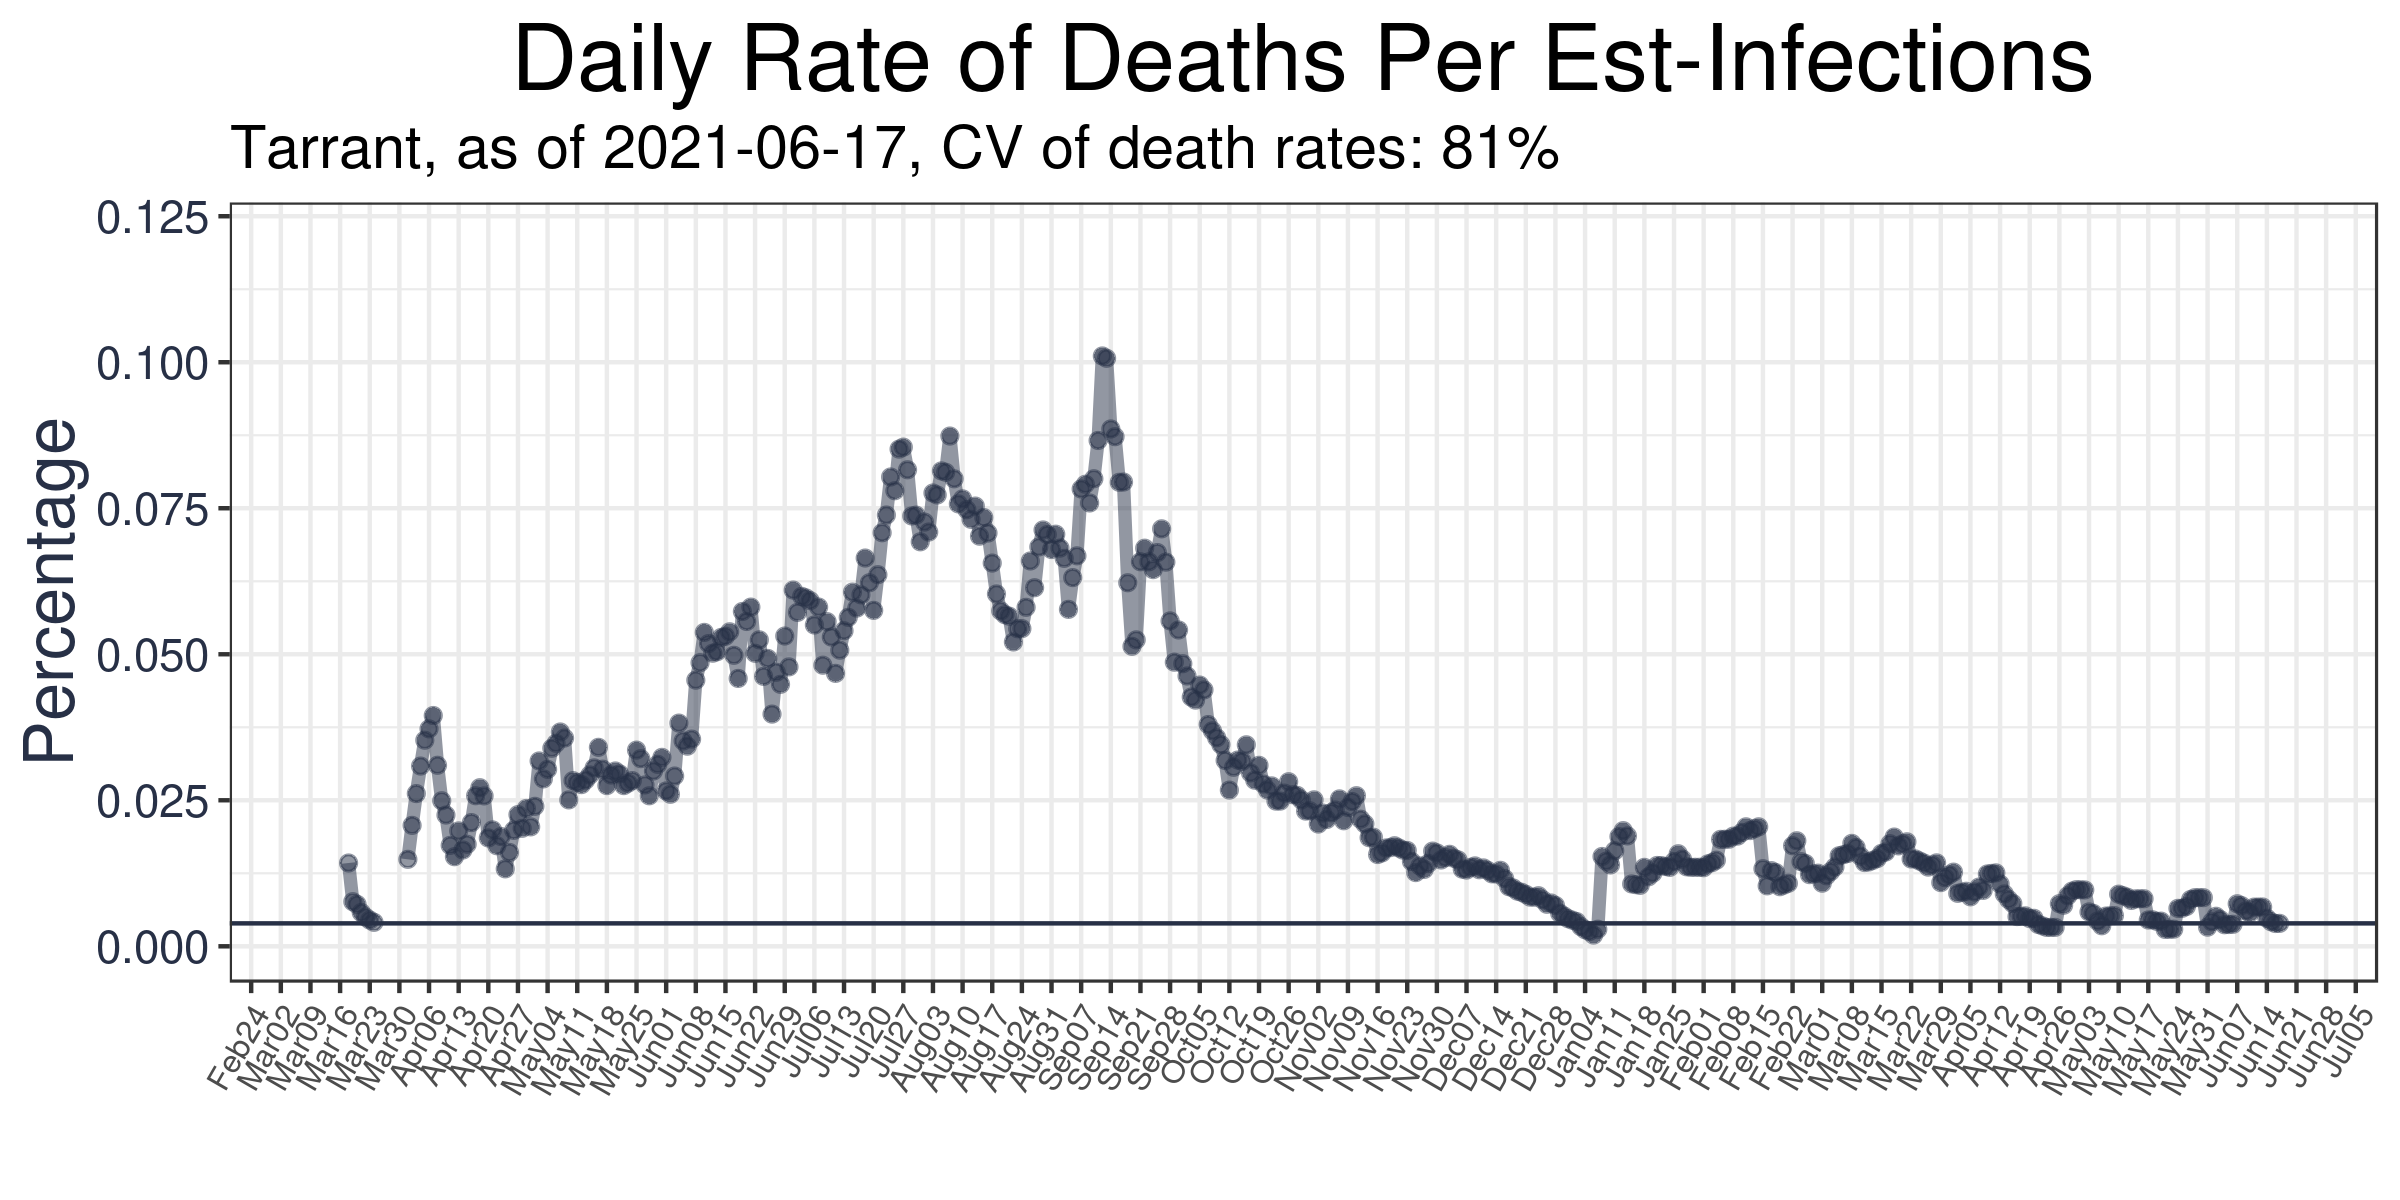 Daily Rate of Deaths Per Est-Infections
Tarrant, as of 2021-06-17, CV of death rates: 81%
Percentage
0.125
0.100
0.075
0.050
0.025
0.000
Feb24
Mar02
Mar09
Mar16
Mar23
Mar30
Apr06
Apr13
Apr20
Apr27
May04
May11
May18
May25
Jun01
Jun08
Jun15
Jun22
Jun29
Jul06
Jul13
Jul20
Jul27
Aug03
Aug10
Aug17
Aug24
Aug31
Sep07
Sep14
Sep21
Sep28
Oct05
Oct12
Oct19
Oct26
Nov02
Nov09
Nov16
Nov23
Nov30
Dec07
Dec14
Dec21
Dec28
Jan04
Jan11
Jan18
Jan25
Feb01
Feb08
Feb15
Feb22
Mar01
Mar08
Mar15
Mar22
Mar29
Apr05
Apr12
Apr19
Apr26
May03
May10
May17
May24
May31
Jun07
Jun14
Jun21
Jun28
Jul05